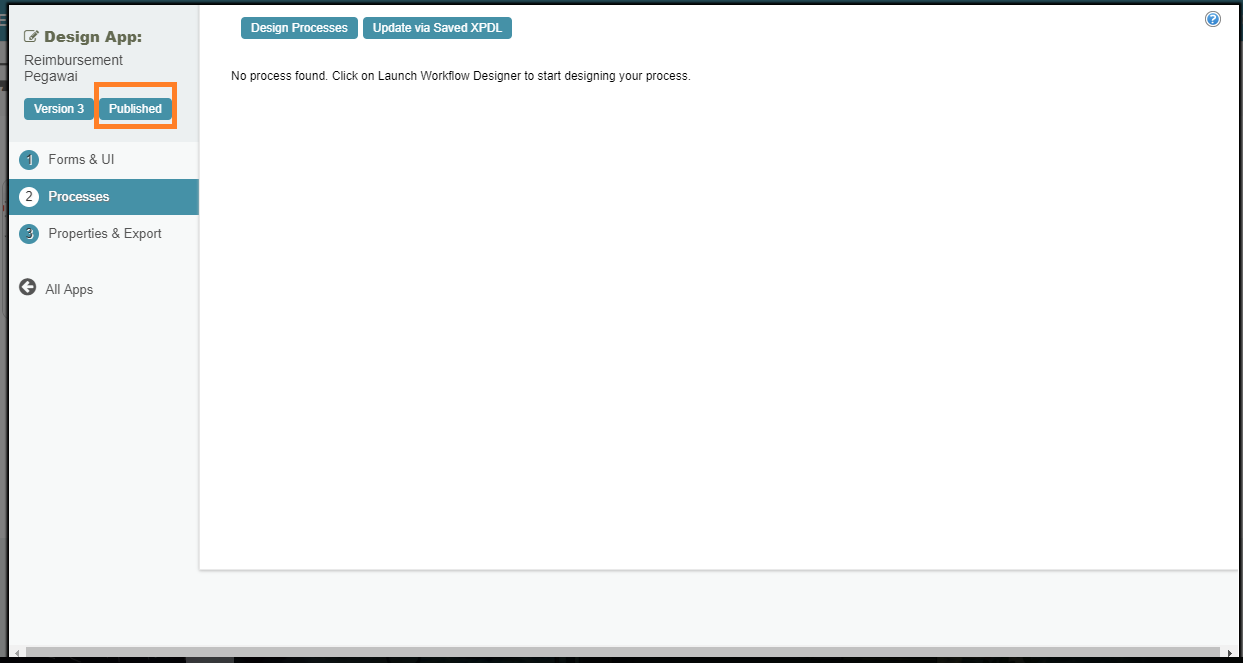 Design App:
Reimbursement
Pegawai
Version 3 Published
1 Forms & UI
2 Processes
3 Properties & Export
All Apps
Design Processes Update via Saved XPDL
?
No process found. Click on Launch Workflow Designer to start designing your process.